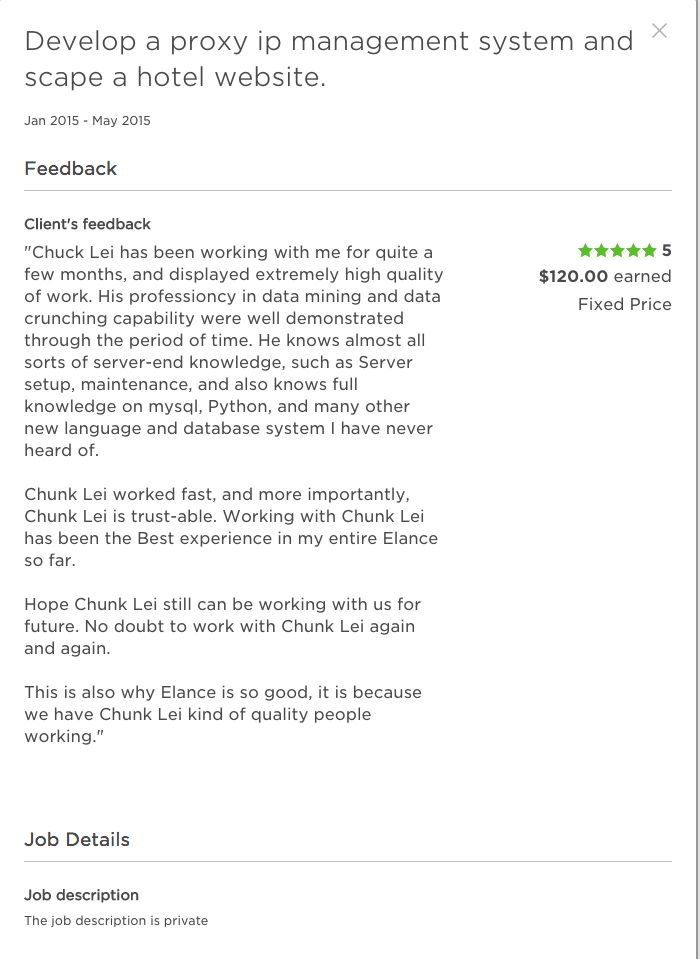 Develop a proxy ip management system and
scape a hotel website.
Jan 2015 - May 2015
Feedback
Client's feedback
"Chuck Lei has been working with me for quite a
few months, and displayed extremely high quality
of work. His professioncy in data mining and data
crunching capability were well demonstrated
through the period of time. He knows almost all
sorts of server-end knowledge, such as Server
setup, maintenance, and also knows full
knowledge on mysql, Python, and many other
new language and database system I have never
heard of.
Chunk Lei worked fast, and more importantly,
Chunk Lei is trust-able. Working with Chunk Lei
has been the Best experience in my entire Elance
so far.
Hope Chunk Lei still can be working with us for
future. No doubt to work with Chunk Lei again
and again.
This is also why Elance is so good, it is because
we have Chunk Lei kind of quality people
working."
5
$120.00 earned
Fixed Price
Job Details
Job description
The job description is private